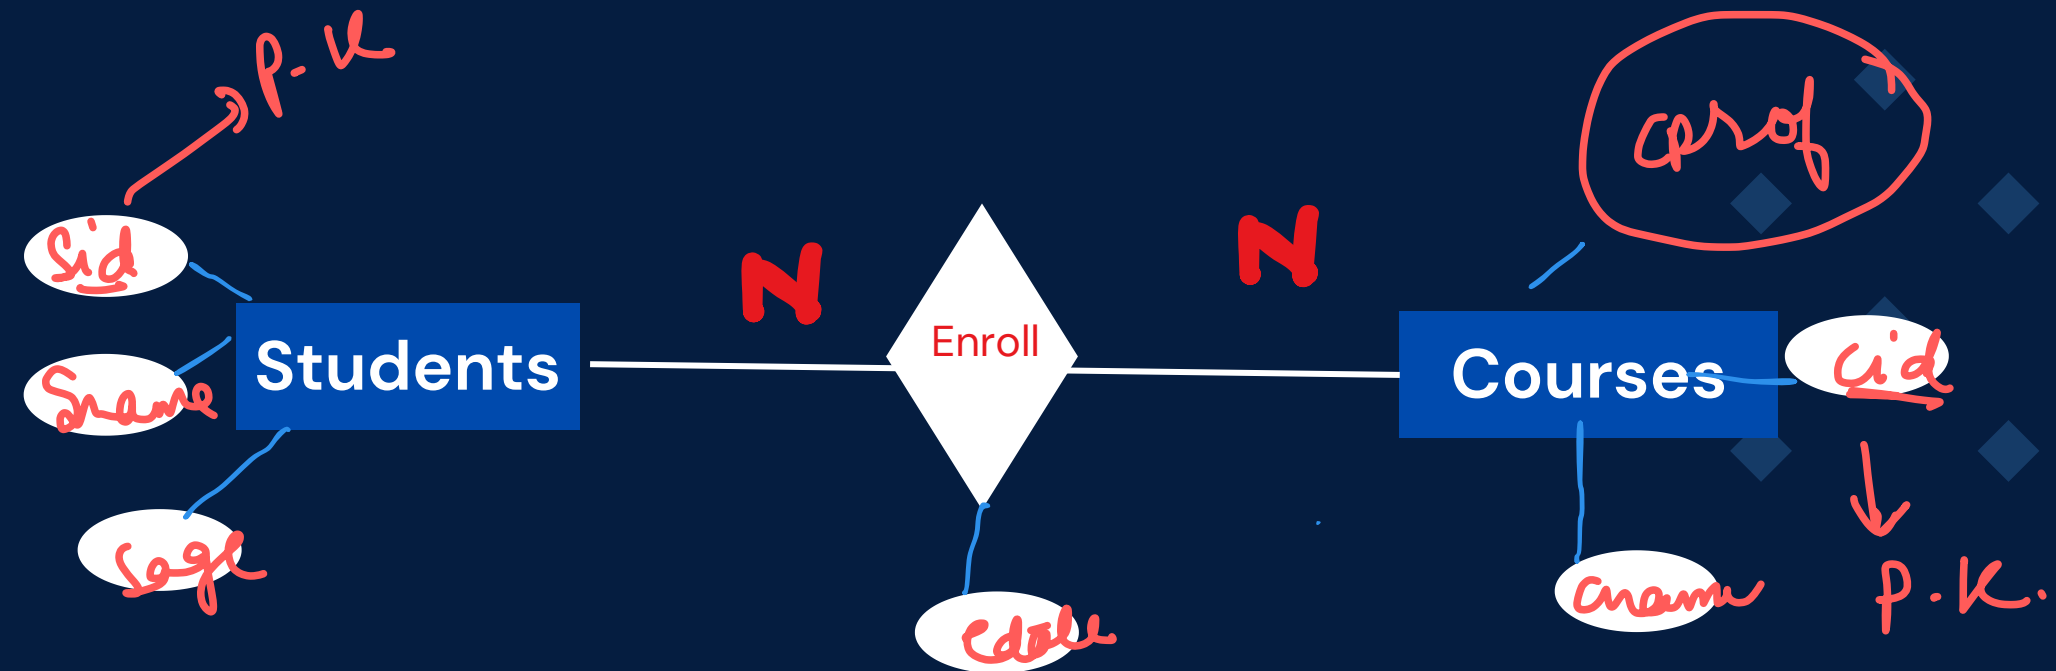 P-K
cprof
Sid
N
N
Enroll
Students
Courses
Cid
Sname
Sage
edate
cname
P.K.